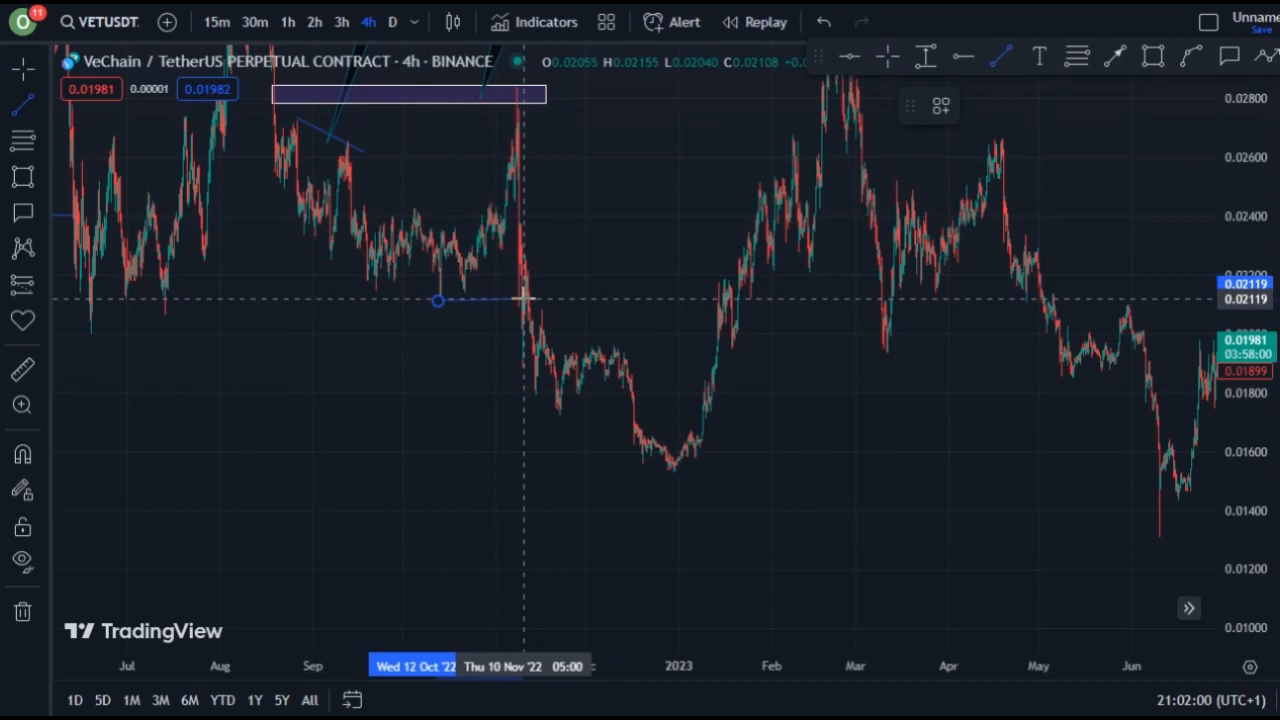 O 11 VETUSDT 15m 30m 1h 2h 3h 4h D Indicators Alert Replay Unname
Save
VeChain / TetherUS PERPETUAL CONTRACT · 4h · BINANCE O0.02055 H0.02155 L0.02040 C0.02108
0.01981 0.00001 0.01982
0.02800
0.02600
0.02400
0.02119
0.02119
0.01981
03:58:00
0.01899
0.01800
0.01600
0.01400
0.01200
0.01000
TradingView
Jul Aug Sep Wed 12 Oct '22 Thu 10 Nov '22 05:00 2023 Feb Mar Apr May Jun
1D 5D 1M 3M 6M YTD 1Y 5Y All 21:02:00 (UTC+1)